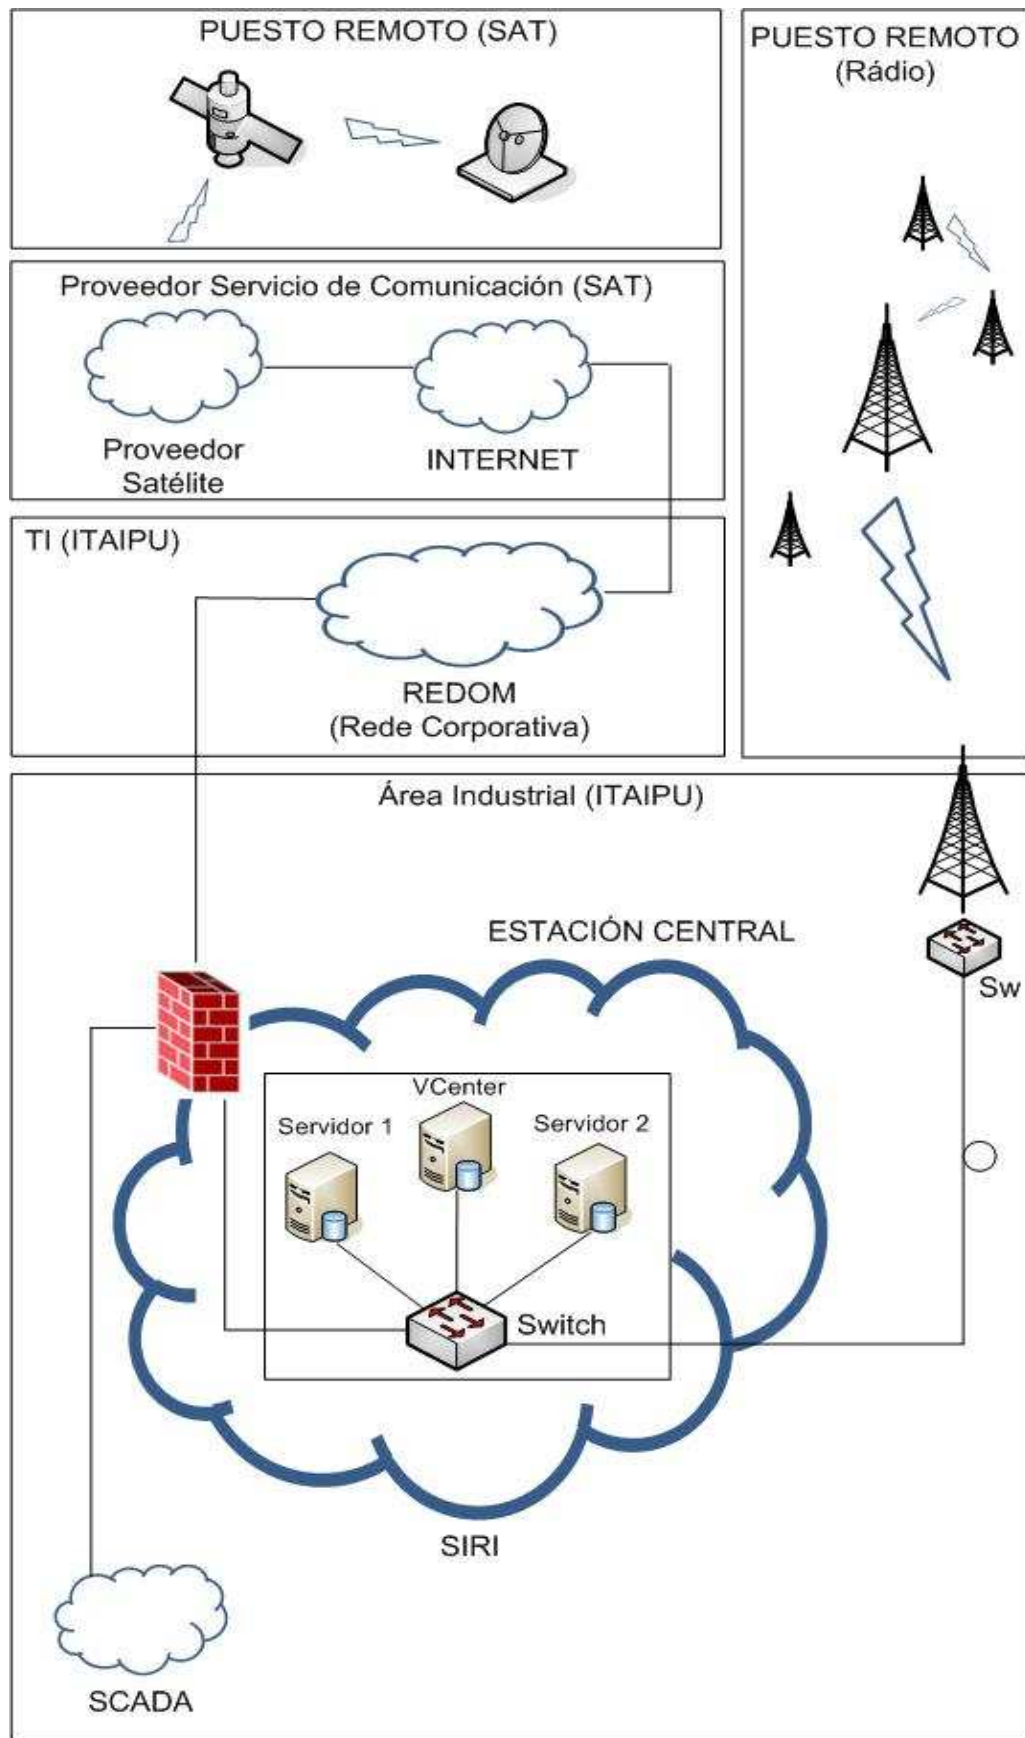 PUESTO REMOTO (SAT)
PUESTO REMOTO
(Rádio)
Proveedor Servicio de Comunicación (SAT)
Proveedor
Satélite
INTERNET
TI (ITAIPU)
REDOM
(Rede Corporativa)
Área Industrial (ITAIPU)
ESTACIÓN CENTRAL
Sw
VCenter
Servidor 1
Servidor 2
Switch
SIRI
SCADA